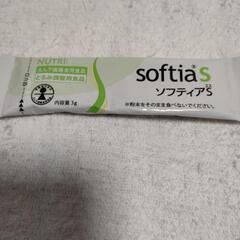 NUTRI
えん下困難者用食品
とろみ調整用食品
内容量 3g
softia S
ソフティアS
※粉末をそのまま食べないでください。